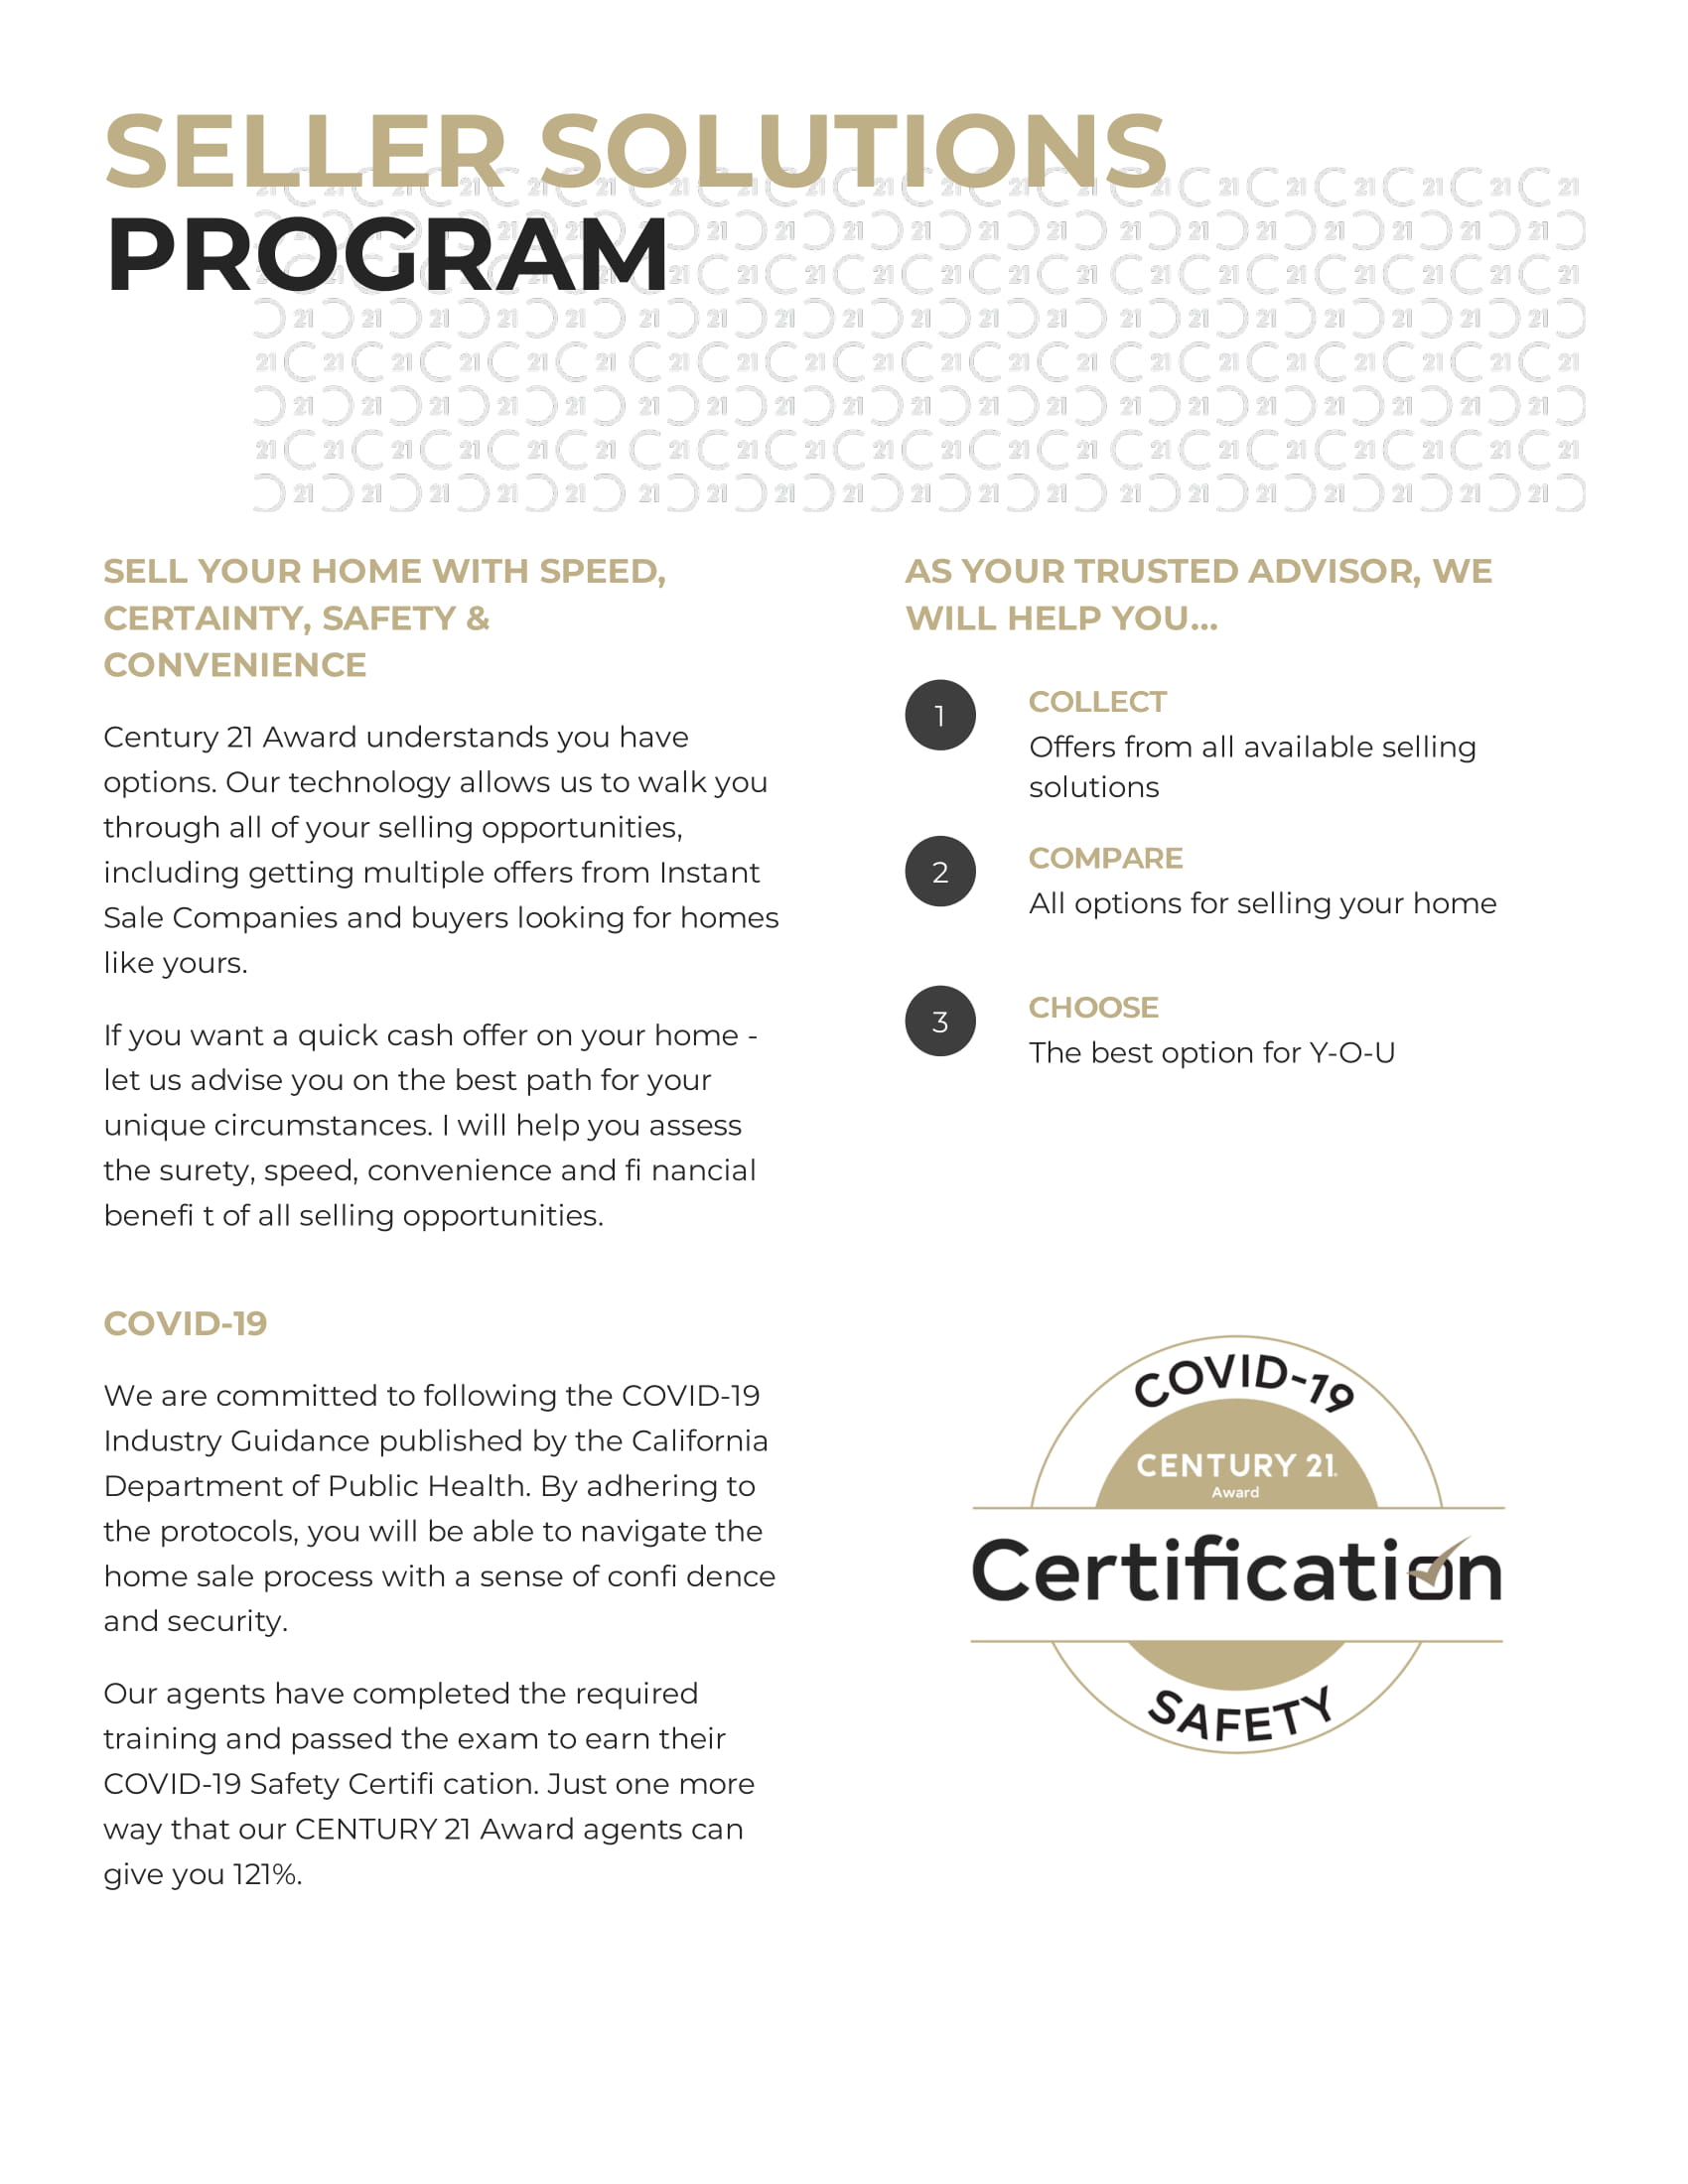 SELLER SOLUTIONS
PROGRAM
SELL YOUR HOME WITH SPEED,
CERTAINTY, SAFETY &
CONVENIENCE
Century 21 Award understands you have
options. Our technology allows us to walk you
through all of your selling opportunities,
including getting multiple offers from Instant
Sale Companies and buyers looking for homes
like yours.
If you want a quick cash offer on your home -
let us advise you on the best path for your
unique circumstances. I will help you assess
the surety, speed, convenience and fi nancial
benefi t of all selling opportunities.
AS YOUR TRUSTED ADVISOR, WE
WILL HELP YOU...
1
COLLECT
Offers from all available selling
solutions
2
COMPARE
All options for selling your home
3
CHOOSE
The best option for Y-O-U
COVID-19
We are committed to following the COVID-19
Industry Guidance published by the California
Department of Public Health. By adhering to
the protocols, you will be able to navigate the
home sale process with a sense of confi dence
and security.
Our agents have completed the required
training and passed the exam to earn their
COVID-19 Safety Certifi cation. Just one more
way that our CENTURY 21 Award agents can
give you 121%.
COVID-19
CENTURY 21.
Award
Certification
SAFETY